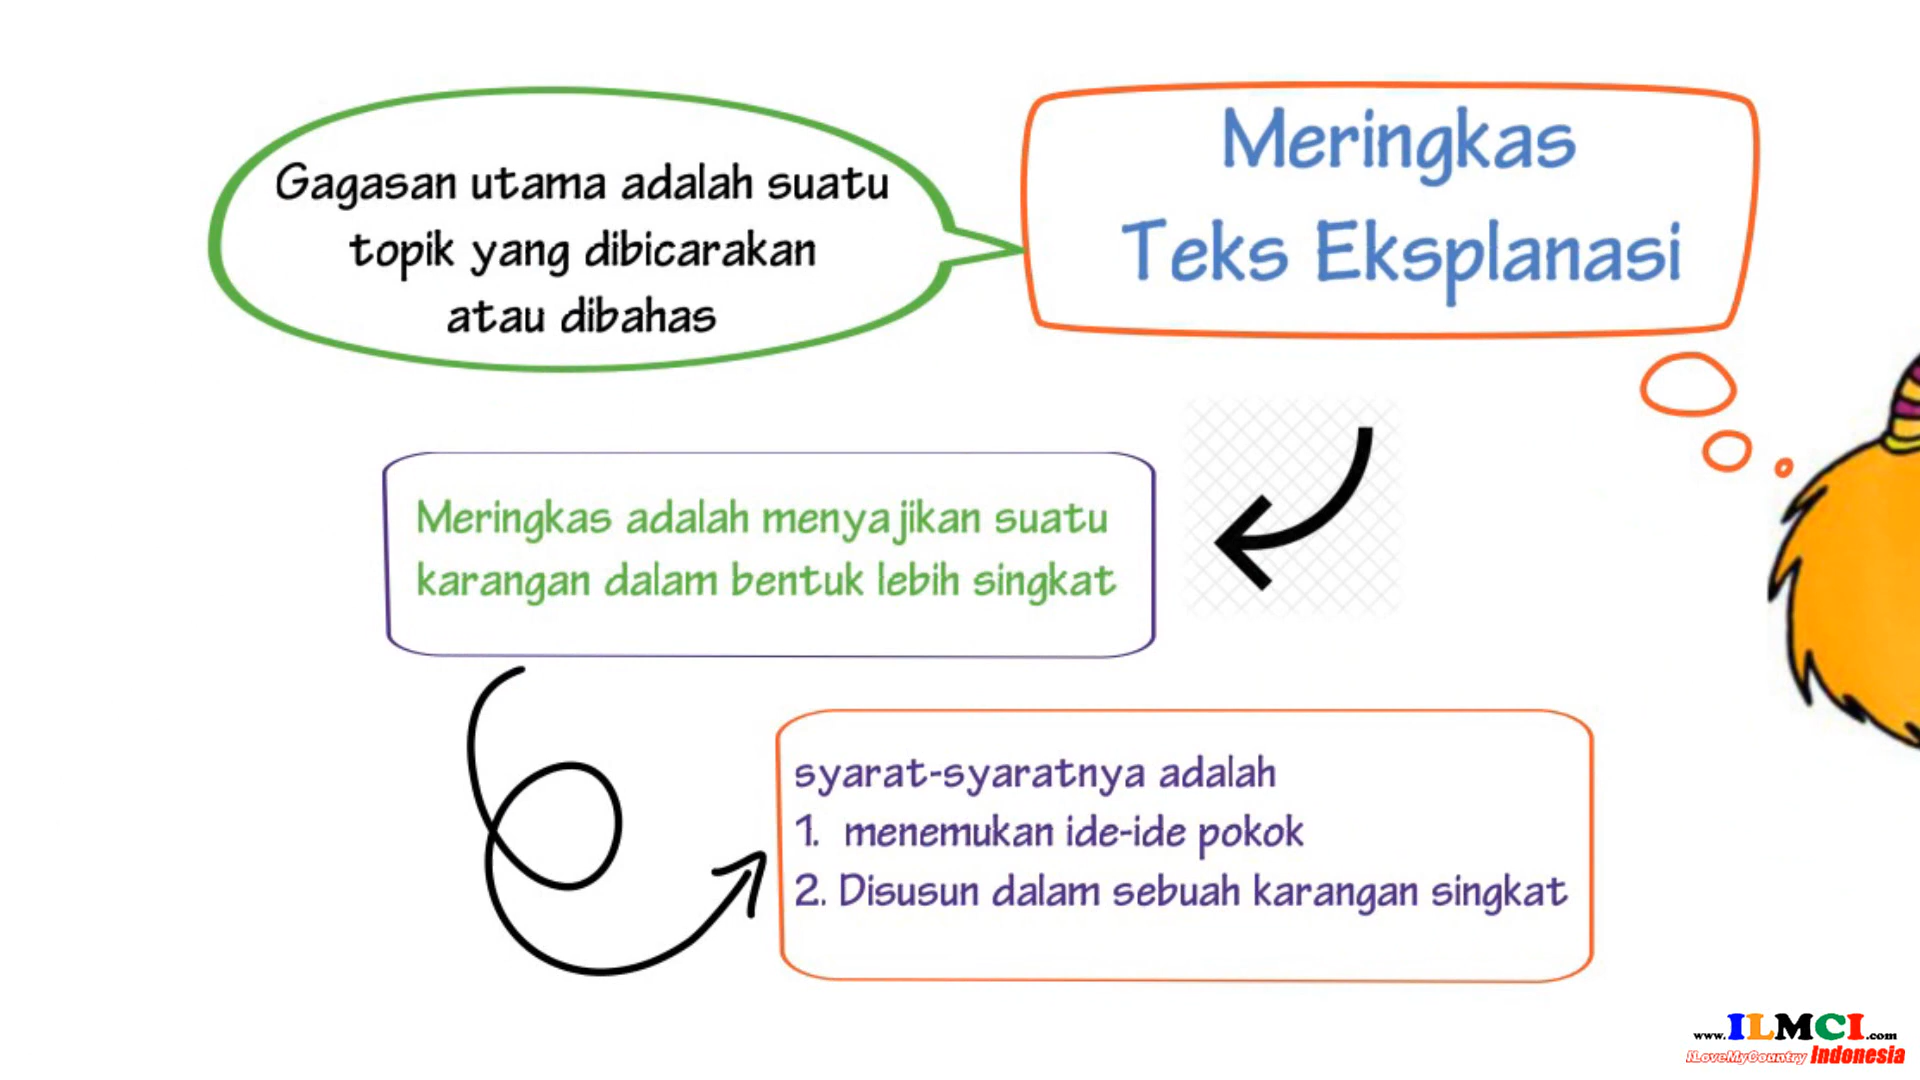 Gagasan utama adalah suatu
topik yang dibicarakan
atau dibahas
Meringkas
Teks Eksplanasi
Meringkas adalah menyajikan suatu
karangan dalam bentuk lebih singkat
syarat-syaratnya adalah
1. menemukan ide-ide pokok
2. Disusun dalam sebuah karangan singkat
www.ILMCI.com
ILoveMyCountry Indonesia